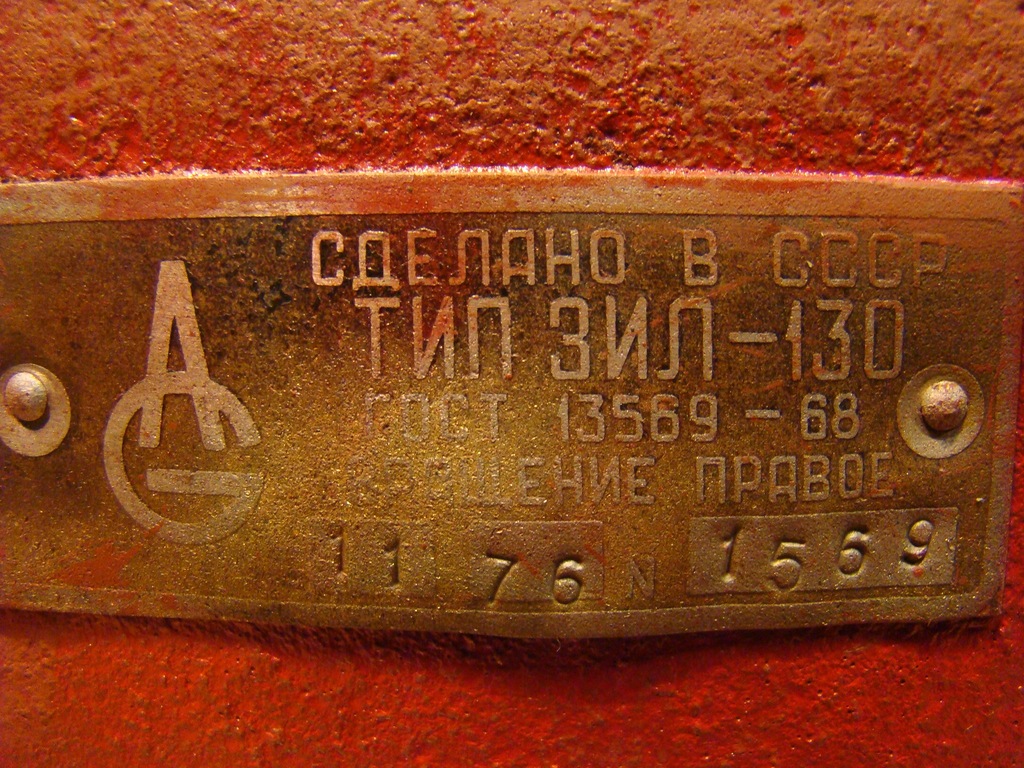 СДЕЛАНО В СССР
ТИП ЗИЛ-130
ГОСТ 13569-68
ВРАЩЕНИЕ ПРАВОЕ
11 76 N 1569